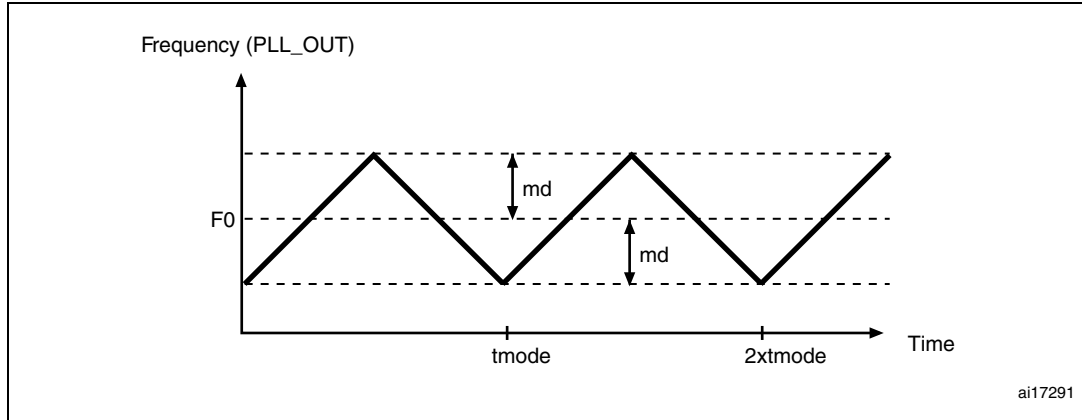 Frequency (PLL_OUT)
md
F0
md
tmode
2xtmode
Time
ai17291